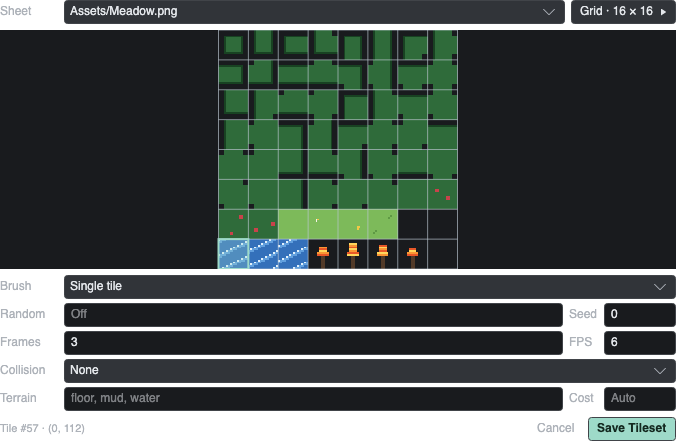 Sheet Assets/Meadow.png Grid · 16 × 16
Brush Single tile
Random Off Seed 0
Frames 3 FPS 6
Collision None
Terrain floor, mud, water Cost Auto
Tile #57 · (0, 112) Cancel Save Tileset